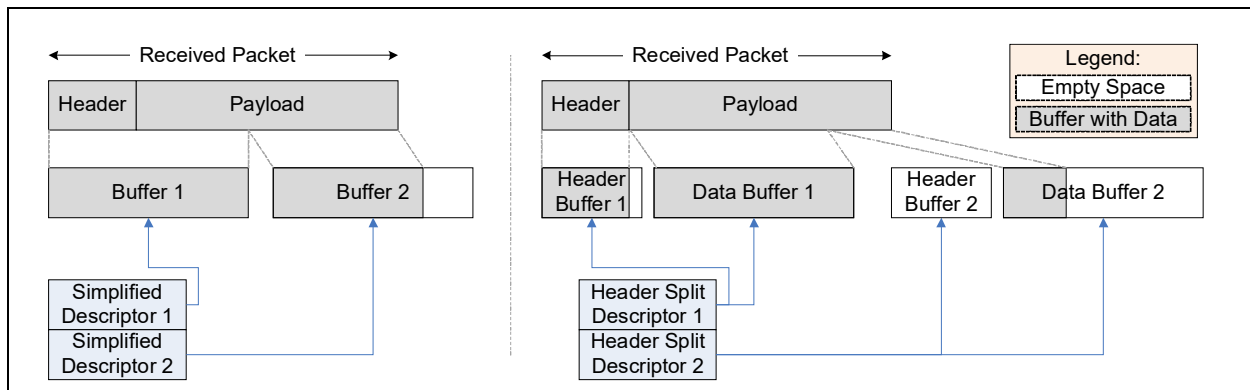 Received Packet
Header
Payload
Buffer 1
Buffer 2
Simplified
Descriptor 1
Simplified
Descriptor 2
Received Packet
Header
Payload
Header
Buffer 1
Data Buffer 1
Header
Buffer 2
Data Buffer 2
Header Split
Descriptor 1
Header Split
Descriptor 2
Legend:
Empty Space
Buffer with Data